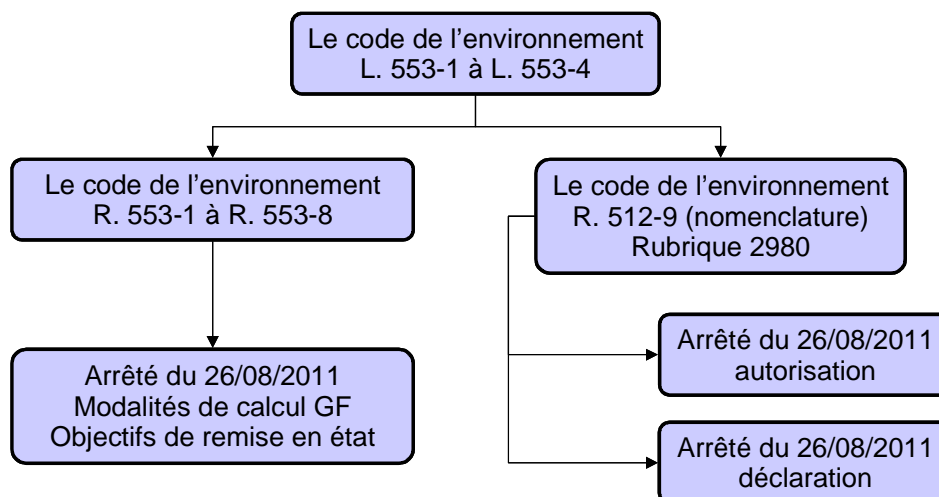 Le code de l'environnement
L. 553-1 à L. 553-4
Le code de l'environnement
R. 553-1 à R. 553-8
Le code de l'environnement
R. 512-9 (nomenclature)
Rubrique 2980
Arrêté du 26/08/2011
Modalités de calcul GF
Objectifs de remise en état
Arrêté du 26/08/2011
autorisation
Arrêté du 26/08/2011
déclaration